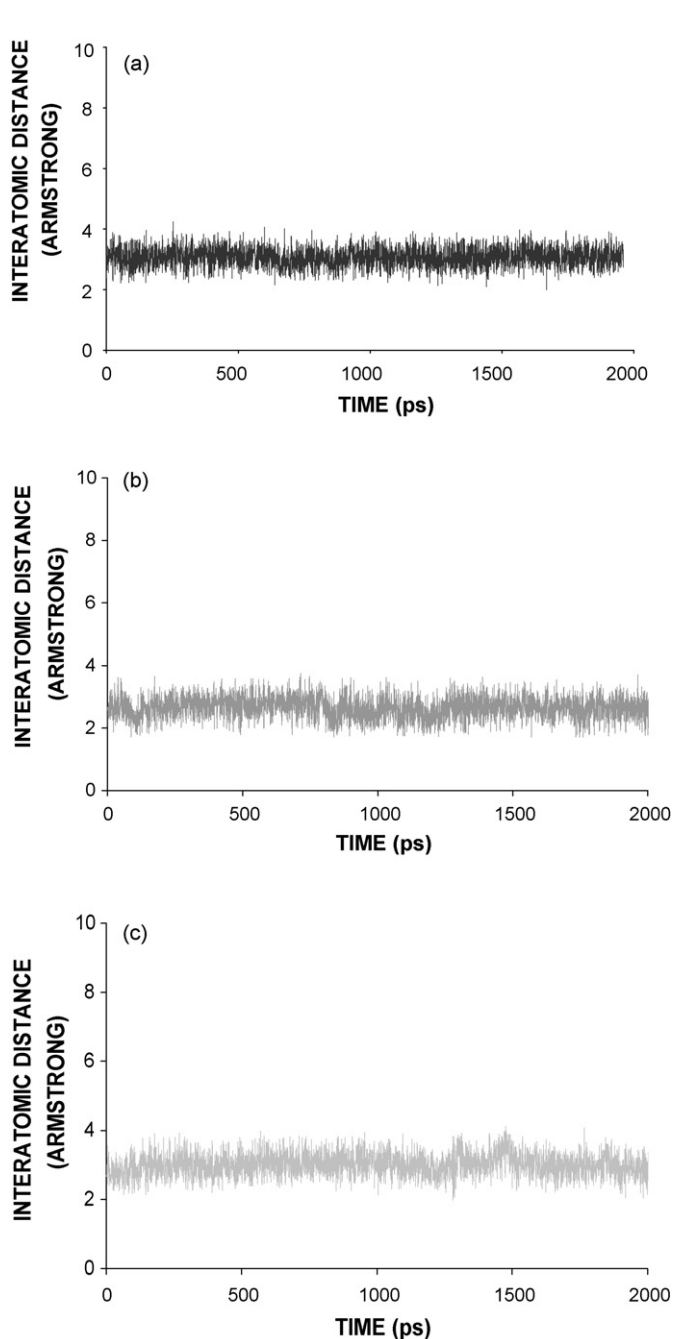 (a)
INTERATOMIC DISTANCE
(ARMSTRONG)
10
8
6
4
2
0
0 500 1000 1500 2000
TIME (ps)
(b)
INTERATOMIC DISTANCE
(ARMSTRONG)
10
8
6
4
2
0
0 500 1000 1500 2000
TIME (ps)
(c)
INTERATOMIC DISTANCE
(ARMSTRONG)
10
8
6
4
2
0
0 500 1000 1500 2000
TIME (ps)